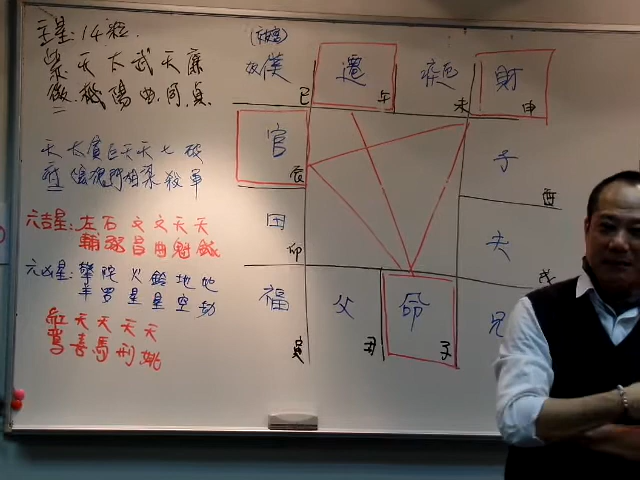 主星:14粒.
紫天太武天廉
微.機.陽.曲.同.貞.
天太貪巨天天七破
府陰狼門相梁殺軍
六吉星:左右文文天天
輔弼昌曲魁鉞
六凶星:擎陀火鈴地地
羊羅星星空劫
紅天天天天
鸞喜馬刑姚
僕
巳
遷
午
疾厄
未
財
申
官
辰
子
酉
田
卯
夫
戌
福
寅
父
丑
命
子
兄